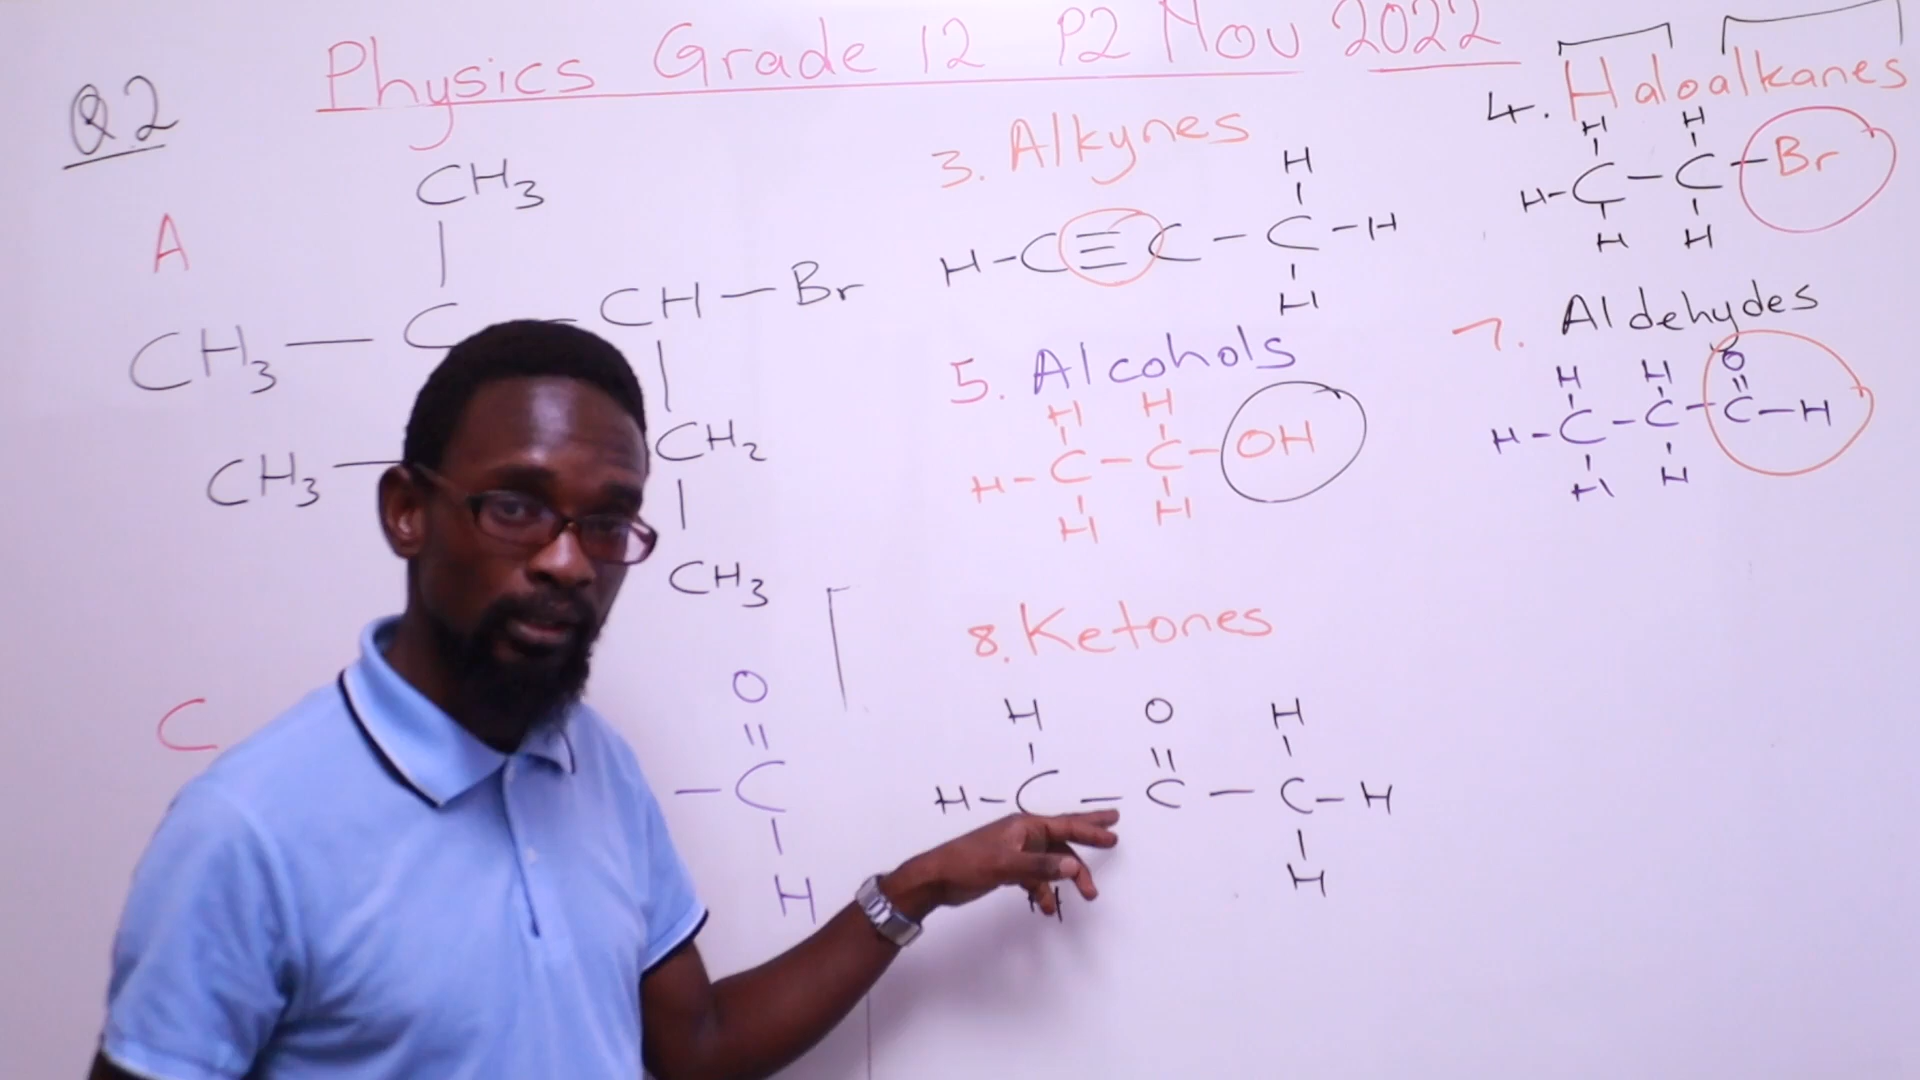 Physics Grade 12 P2 Nov 2022
Q2
A
CH3
CH3 — C — CH — Br
CH3 —
CH2
CH3
C
O
— C
H
3. Alkynes
H
H-C≡C-C-H
H
4. Haloalkanes
H H
H-C-C-Br
H H
5. Alcohols
H H
H-C-C-OH
H H
7. Aldehydes
H H O
H-C-C-C-H
H H
8. Ketones
H O H
H-C-C-C-H
H H